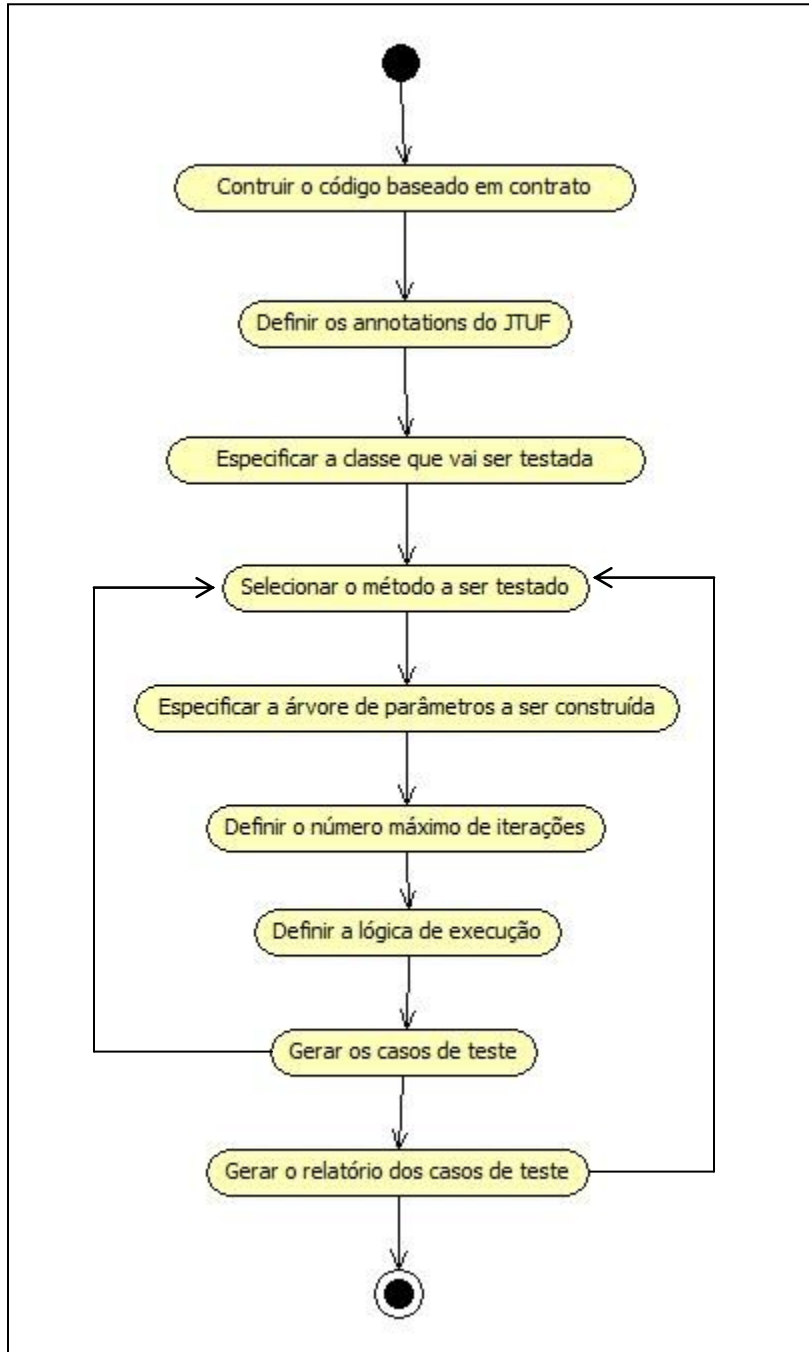 Contruir o código baseado em contrato
Definir os annotations do JTUF
Especificar a classe que vai ser testada
Selecionar o método a ser testado
Especificar a árvore de parâmetros a ser construída
Definir o número máximo de iterações
Definir a lógica de execução
Gerar os casos de teste
Gerar o relatório dos casos de teste